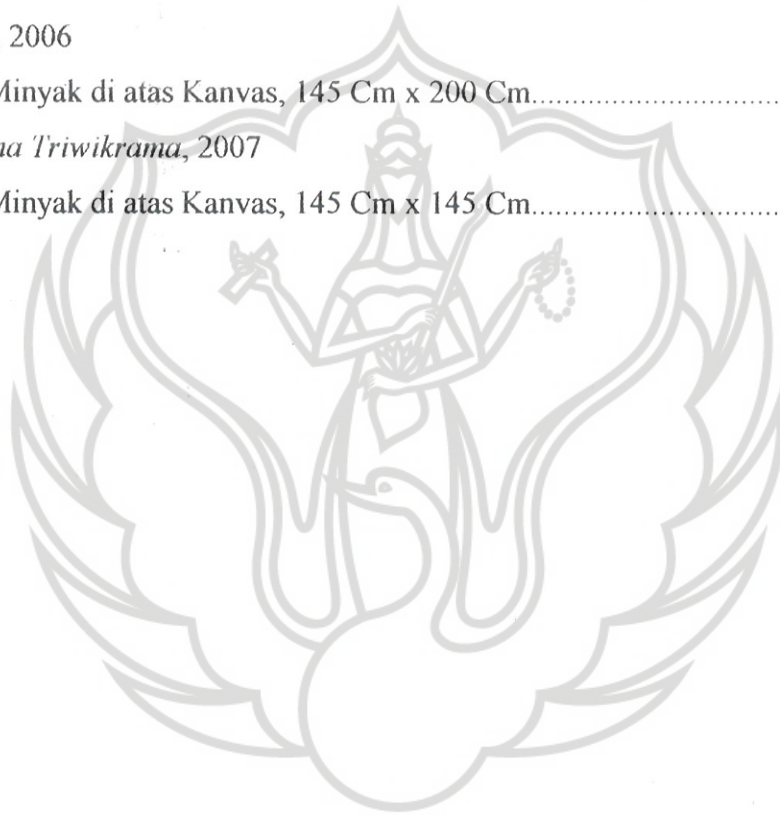 , 2006
Minyak di atas Kanvas, 145 Cm x 200 Cm..............................
na Triwikrama, 2007
Minyak di atas Kanvas, 145 Cm x 145 Cm..............................